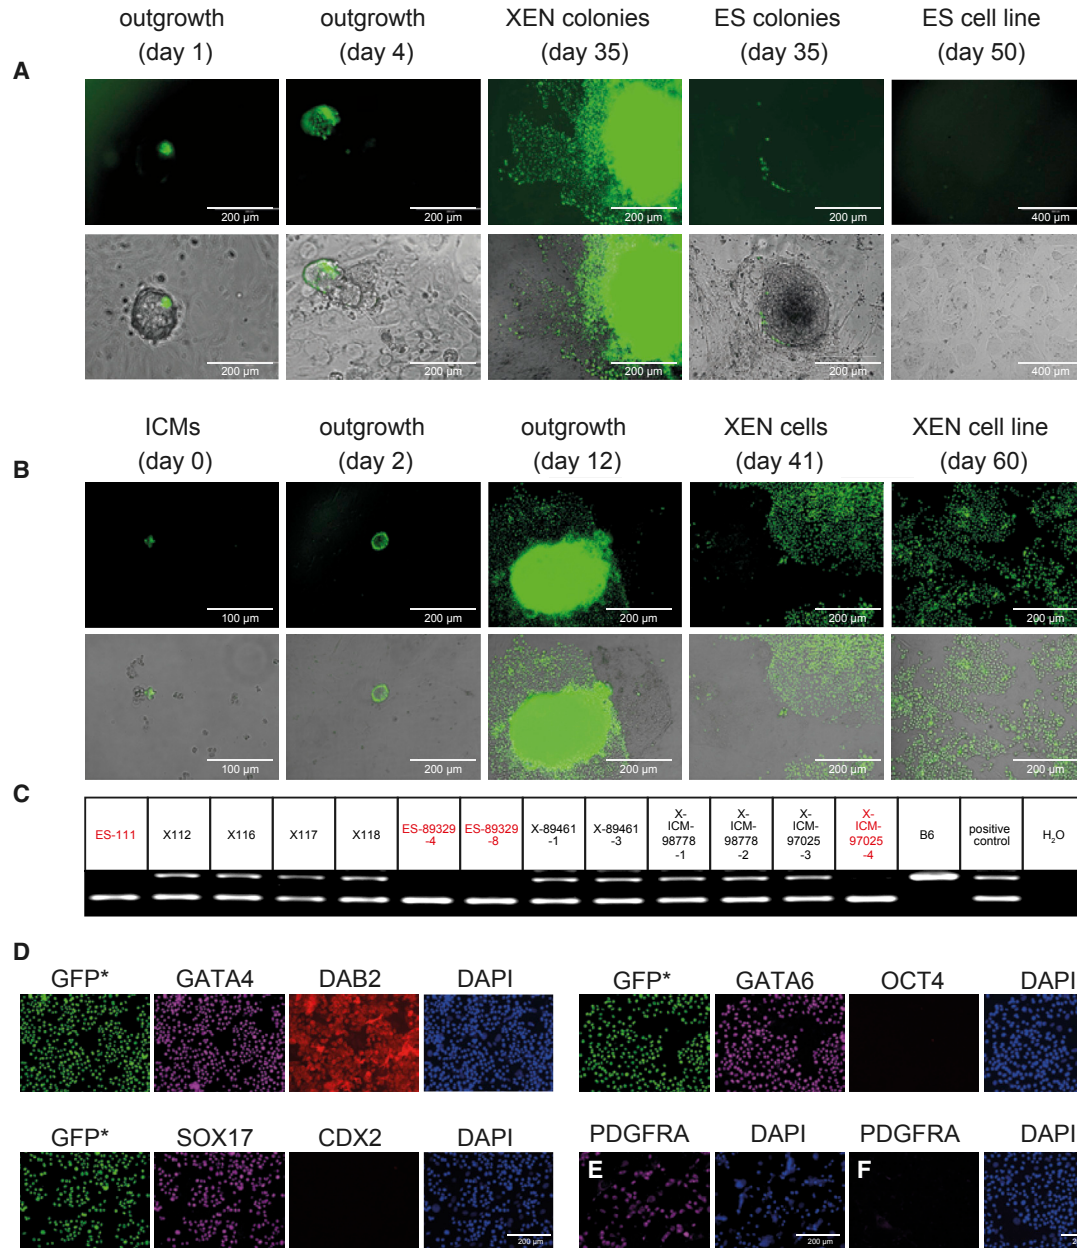 outgrowth (day 1)
outgrowth (day 4)
XEN colonies (day 35)
ES colonies (day 35)
ES cell line (day 50)
A
200 µm
200 µm
200 µm
200 µm
400 µm
200 µm
200 µm
200 µm
200 µm
400 µm
ICMs (day 0)
outgrowth (day 2)
outgrowth (day 12)
XEN cells (day 41)
XEN cell line (day 60)
B
100 µm
200 µm
200 µm
200 µm
200 µm
100 µm
200 µm
200 µm
200 µm
200 µm
C
ES-111
X112
X116
X117
X118
ES-89329-4
ES-89329-8
X-89461-1
X-89461-3
X-ICM-98778-1
X-ICM-98778-2
X-ICM-97025-3
X-ICM-97025-4
B6
positive control
H₂O
D
GFP*
GATA4
DAB2
DAPI
GFP*
GATA6
OCT4
DAPI
GFP*
SOX17
CDX2
DAPI
PDGFRA
DAPI
PDGFRA
DAPI
E
F
200 µm
200 µm